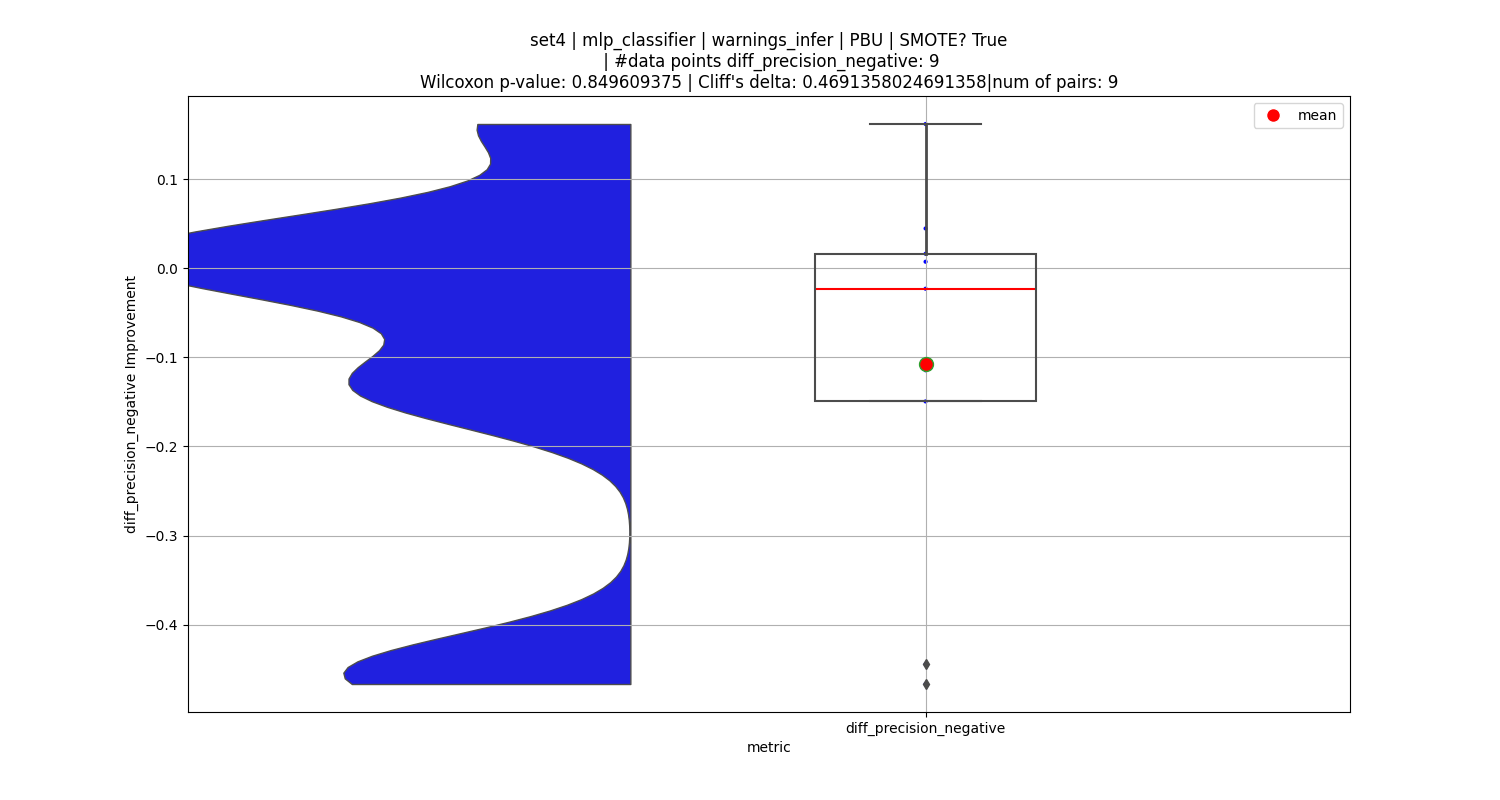 set4 | mlp_classifier | warnings_infer | PBU | SMOTE? True
| #data points diff_precision_negative: 9
Wilcoxon p-value: 0.849609375 | Cliff's delta: 0.4691358024691358|num of pairs: 9
mean
0.1
0.0
−0.1
−0.2
−0.3
−0.4
diff_precision_negative Improvement
diff_precision_negative
metric